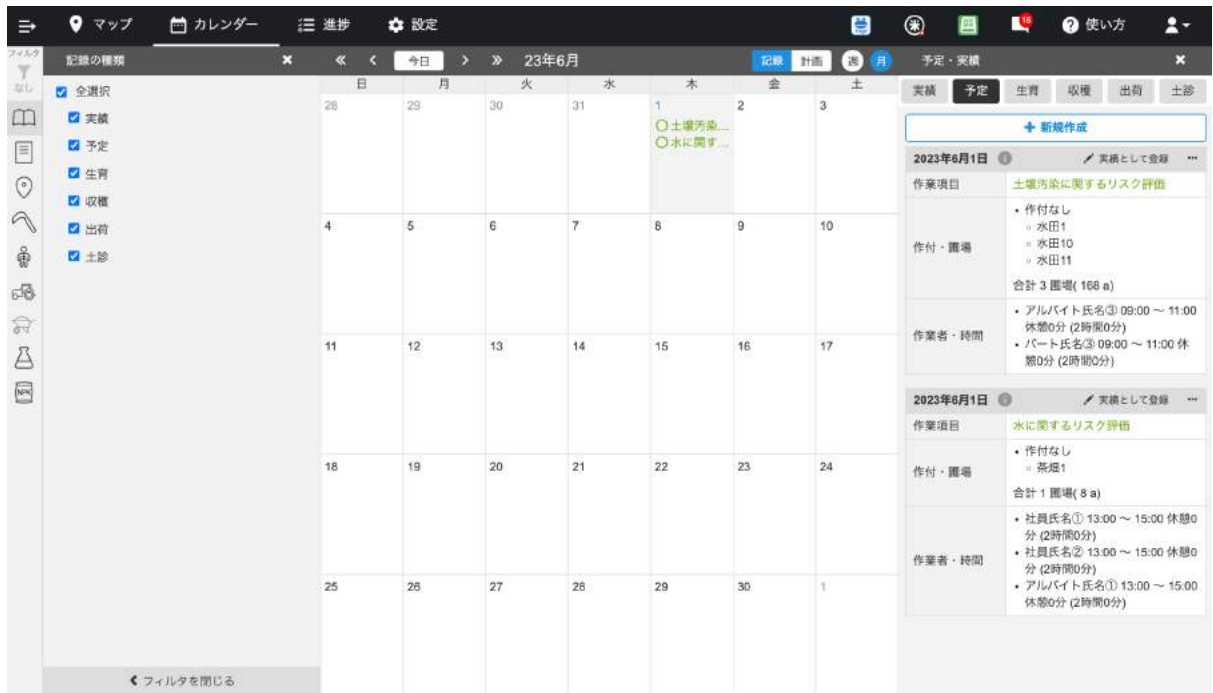 マップ カレンダー 進捗 設定 16 使い方
フィルタ
なし
記録の種類
全選択
実績
予定
生育
収穫
出荷
土診
フィルタを閉じる
今日 23年6月 記録 計画 週 月
日 月 火 水 木 金 土
28 29 30 31 1 2 3
土壌汚染...
水に関す...
4 5 6 7 8 9 10
11 12 13 14 15 16 17
18 19 20 21 22 23 24
25 26 27 28 29 30 1
予定・実績
実績 予定 生育 収穫 出荷 土診
新規作成
2023年6月1日 実績として登録 ...
作業項目 土壌汚染に関するリスク評価
作付・圃場
• 作付なし
◦ 水田1
◦ 水田10
◦ 水田11
合計 3 圃場( 168 a)
作業者・時間
• アルバイト氏名③ 09:00 ～ 11:00
休憩0分 (2時間0分)
• パート氏名③ 09:00 ～ 11:00 休
憩0分 (2時間0分)
2023年6月1日 実績として登録 ...
作業項目 水に関するリスク評価
作付・圃場
• 作付なし
◦ 茶畑1
合計 1 圃場( 8 a)
作業者・時間
• 社員氏名① 13:00 ～ 15:00 休憩0
分 (2時間0分)
• 社員氏名② 13:00 ～ 15:00 休憩0
分 (2時間0分)
• アルバイト氏名① 13:00 ～ 15:00
休憩0分 (2時間0分)